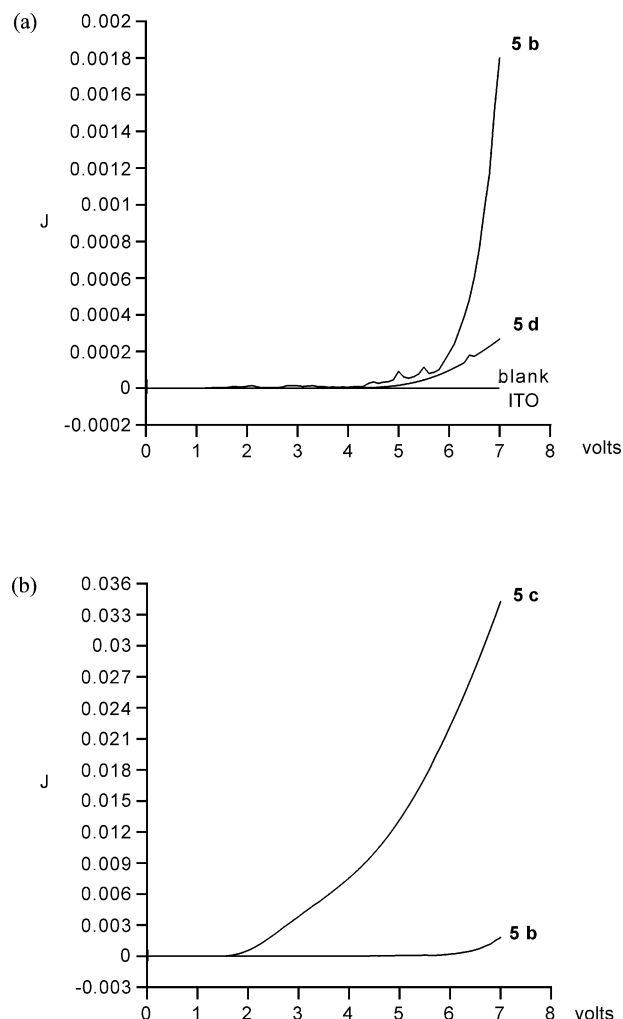 (a)
0.002
5 b
0.0018
0.0016
0.0014
0.0012
0.001
J
0.0008
0.0006
0.0004
5 d
0.0002
blank
0
ITO
-0.0002
0 1 2 3 4 5 6 7 8 volts
(b)
0.036
5 c
0.033
0.03
0.027
0.024
0.021
0.018
J
0.015
0.012
0.009
0.006
0.003
5 b
0
-0.003
0 1 2 3 4 5 6 7 8 volts